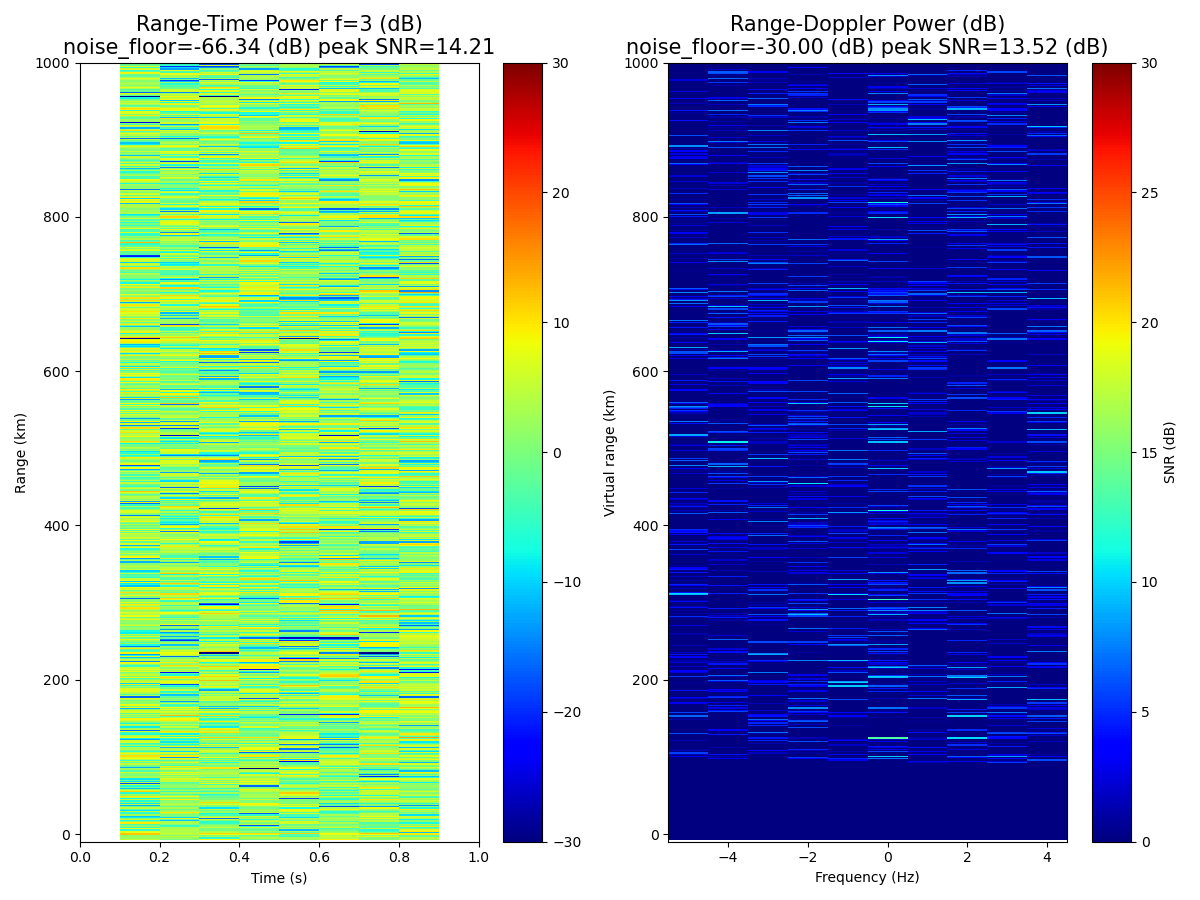 Range-Time Power f=3 (dB)
noise_floor=-66.34 (dB) peak SNR=14.21
Range (km)
1000
800
600
400
200
0
0.0 0.2 0.4 0.6 0.8 1.0
Time (s)
30
20
10
0
−10
−20
−30
Range-Doppler Power (dB)
noise_floor=-30.00 (dB) peak SNR=13.52 (dB)
Virtual range (km)
1000
800
600
400
200
0
−4 −2 0 2 4
Frequency (Hz)
30
25
20
15
10
5
0
SNR (dB)